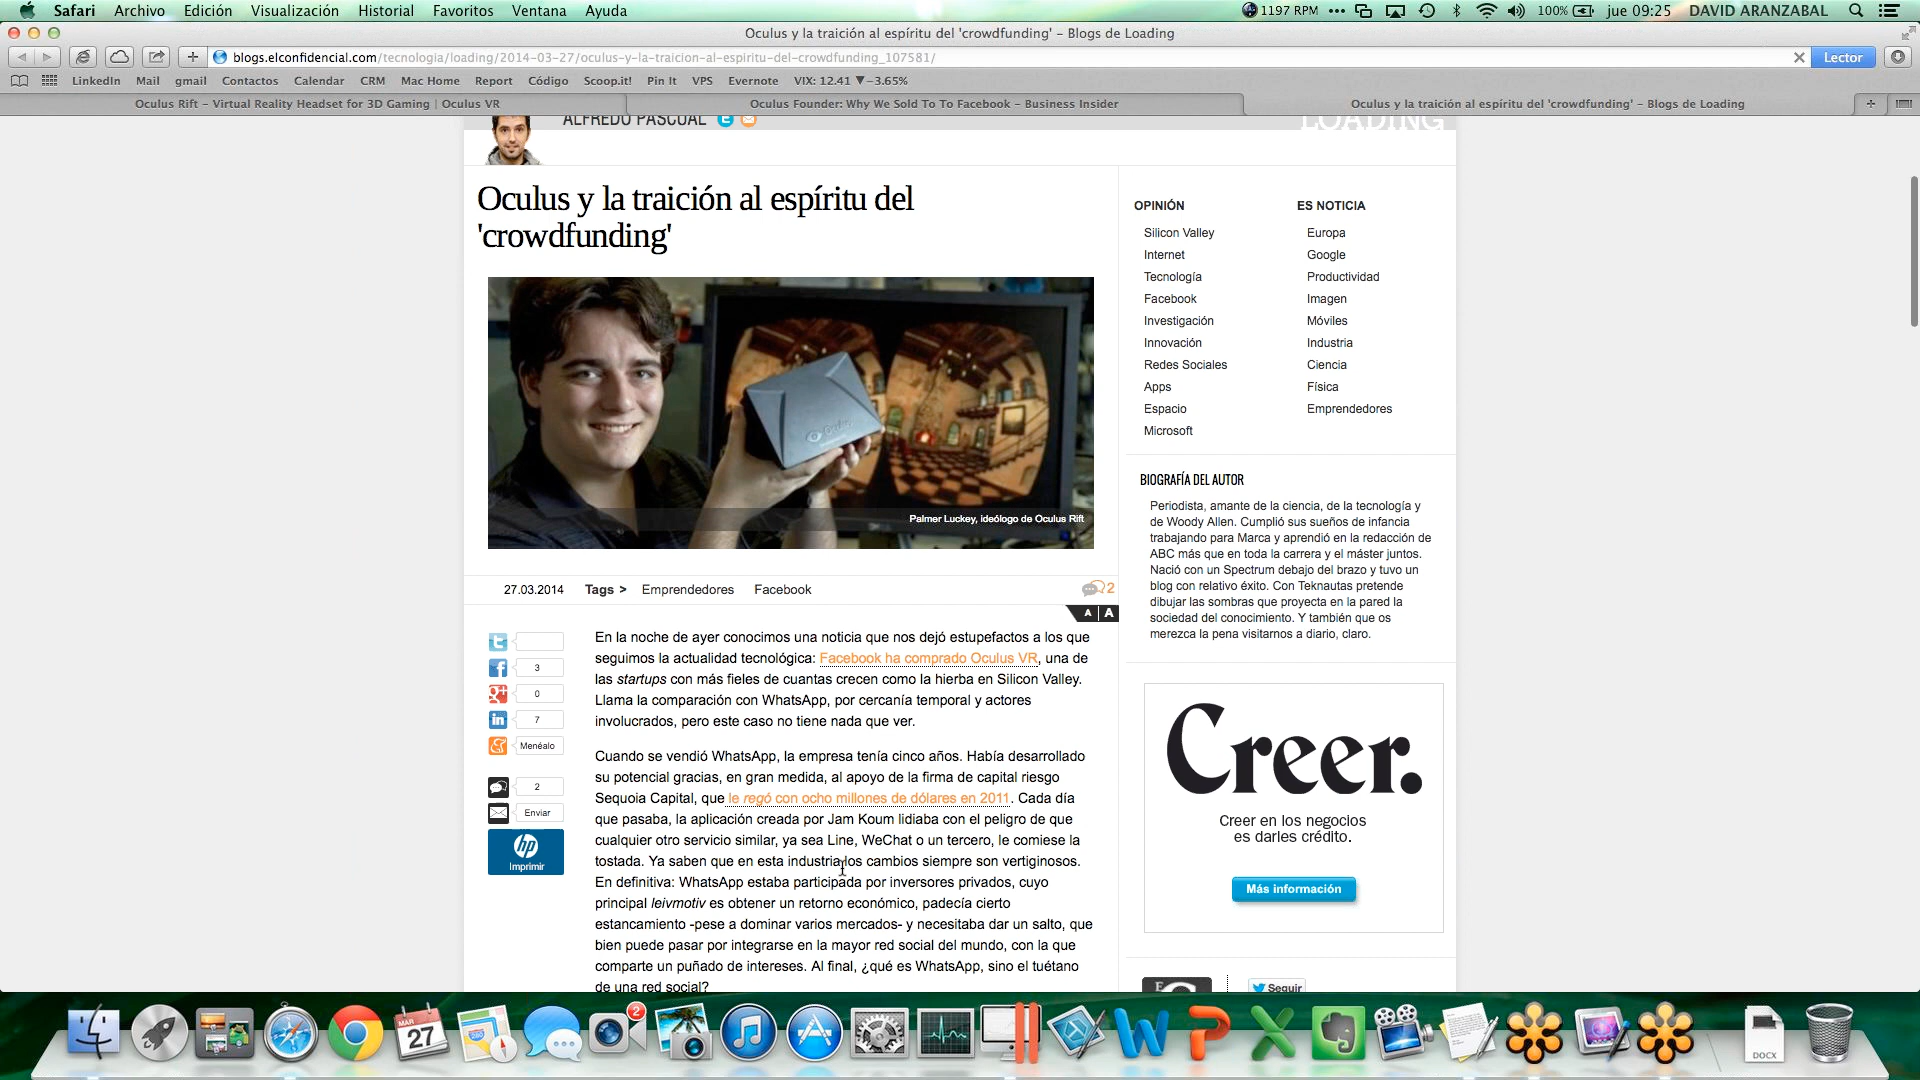 Safari Archivo Edición Visualización Historial Favoritos Ventana Ayuda
1197 RPM 100% jue 09:25 DAVID ARANZABAL
Oculus y la traición al espíritu del 'crowdfunding' – Blogs de Loading
blogs.elconfidencial.com/tecnologia/loading/2014-03-27/oculus-y-la-traicion-al-espiritu-del-crowdfunding_107581/
Lector
LinkedIn Mail gmail Contactos Calendar CRM Mac Home Report Código Scoop.it! Pin It VPS Evernote VIX: 12.41 ▼−3.65%
Oculus Rift – Virtual Reality Headset for 3D Gaming | Oculus VR
Oculus Founder: Why We Sold To To Facebook – Business Insider
Oculus y la traición al espíritu del 'crowdfunding' – Blogs de Loading
ALFREDO PASCUAL
LOADING
Oculus y la traición al espíritu del
'crowdfunding'
Oculus
Palmer Luckey, ideólogo de Oculus Rift
27.03.2014 Tags > Emprendedores Facebook
2
A A
3
0
7
Menéalo
2
Enviar
hp
Imprimir
En la noche de ayer conocimos una noticia que nos dejó estupefactos a los que
seguimos la actualidad tecnológica: Facebook ha comprado Oculus VR, una de
las startups con más fieles de cuantas crecen como la hierba en Silicon Valley.
Llama la comparación con WhatsApp, por cercanía temporal y actores
involucrados, pero este caso no tiene nada que ver.
Cuando se vendió WhatsApp, la empresa tenía cinco años. Había desarrollado
su potencial gracias, en gran medida, al apoyo de la firma de capital riesgo
Sequoia Capital, que le regó con ocho millones de dólares en 2011. Cada día
que pasaba, la aplicación creada por Jam Koum lidiaba con el peligro de que
cualquier otro servicio similar, ya sea Line, WeChat o un tercero, le comiese la
tostada. Ya saben que en esta industria los cambios siempre son vertiginosos.
En definitiva: WhatsApp estaba participada por inversores privados, cuyo
principal leivmotiv es obtener un retorno económico, padecía cierto
estancamiento -pese a dominar varios mercados- y necesitaba dar un salto, que
bien puede pasar por integrarse en la mayor red social del mundo, con la que
comparte un puñado de intereses. Al final, ¿qué es WhatsApp, sino el tuétano
de una red social?
OPINIÓN
Silicon Valley
Internet
Tecnología
Facebook
Investigación
Innovación
Redes Sociales
Apps
Espacio
Microsoft
ES NOTICIA
Europa
Google
Productividad
Imagen
Móviles
Industria
Ciencia
Física
Emprendedores
BIOGRAFÍA DEL AUTOR
Periodista, amante de la ciencia, de la tecnología y
de Woody Allen. Cumplió sus sueños de infancia
trabajando para Marca y aprendió en la redacción de
ABC más que en toda la carrera y el máster juntos.
Nació con un Spectrum debajo del brazo y tuvo un
blog con relativo éxito. Con Teknautas pretende
dibujar las sombras que proyecta en la pared la
sociedad del conocimiento. Y también que os
merezca la pena visitarnos a diario, claro.
Creer.
Creer en los negocios
es darles crédito.
Más información
Seguir
MAR
27
2
DOCX